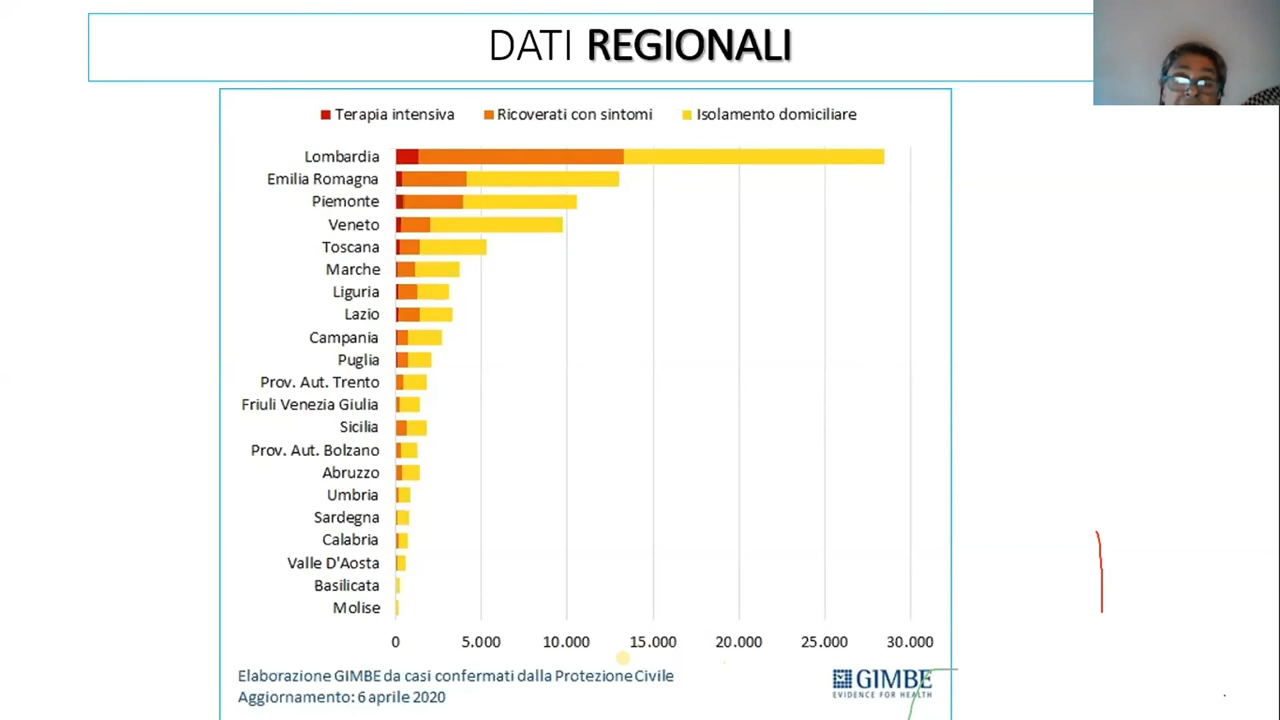 DATI REGIONALI
Terapia intensiva Ricoverati con sintomi Isolamento domiciliare
Lombardia
Emilia Romagna
Piemonte
Veneto
Toscana
Marche
Liguria
Lazio
Campania
Puglia
Prov. Aut. Trento
Friuli Venezia Giulia
Sicilia
Prov. Aut. Bolzano
Abruzzo
Umbria
Sardegna
Calabria
Valle D'Aosta
Basilicata
Molise
0 5.000 10.000 15.000 20.000 25.000 30.000
Elaborazione GIMBE da casi confermati dalla Protezione Civile
Aggiornamento: 6 aprile 2020
GIMBE
EVIDENCE FOR HEALTH